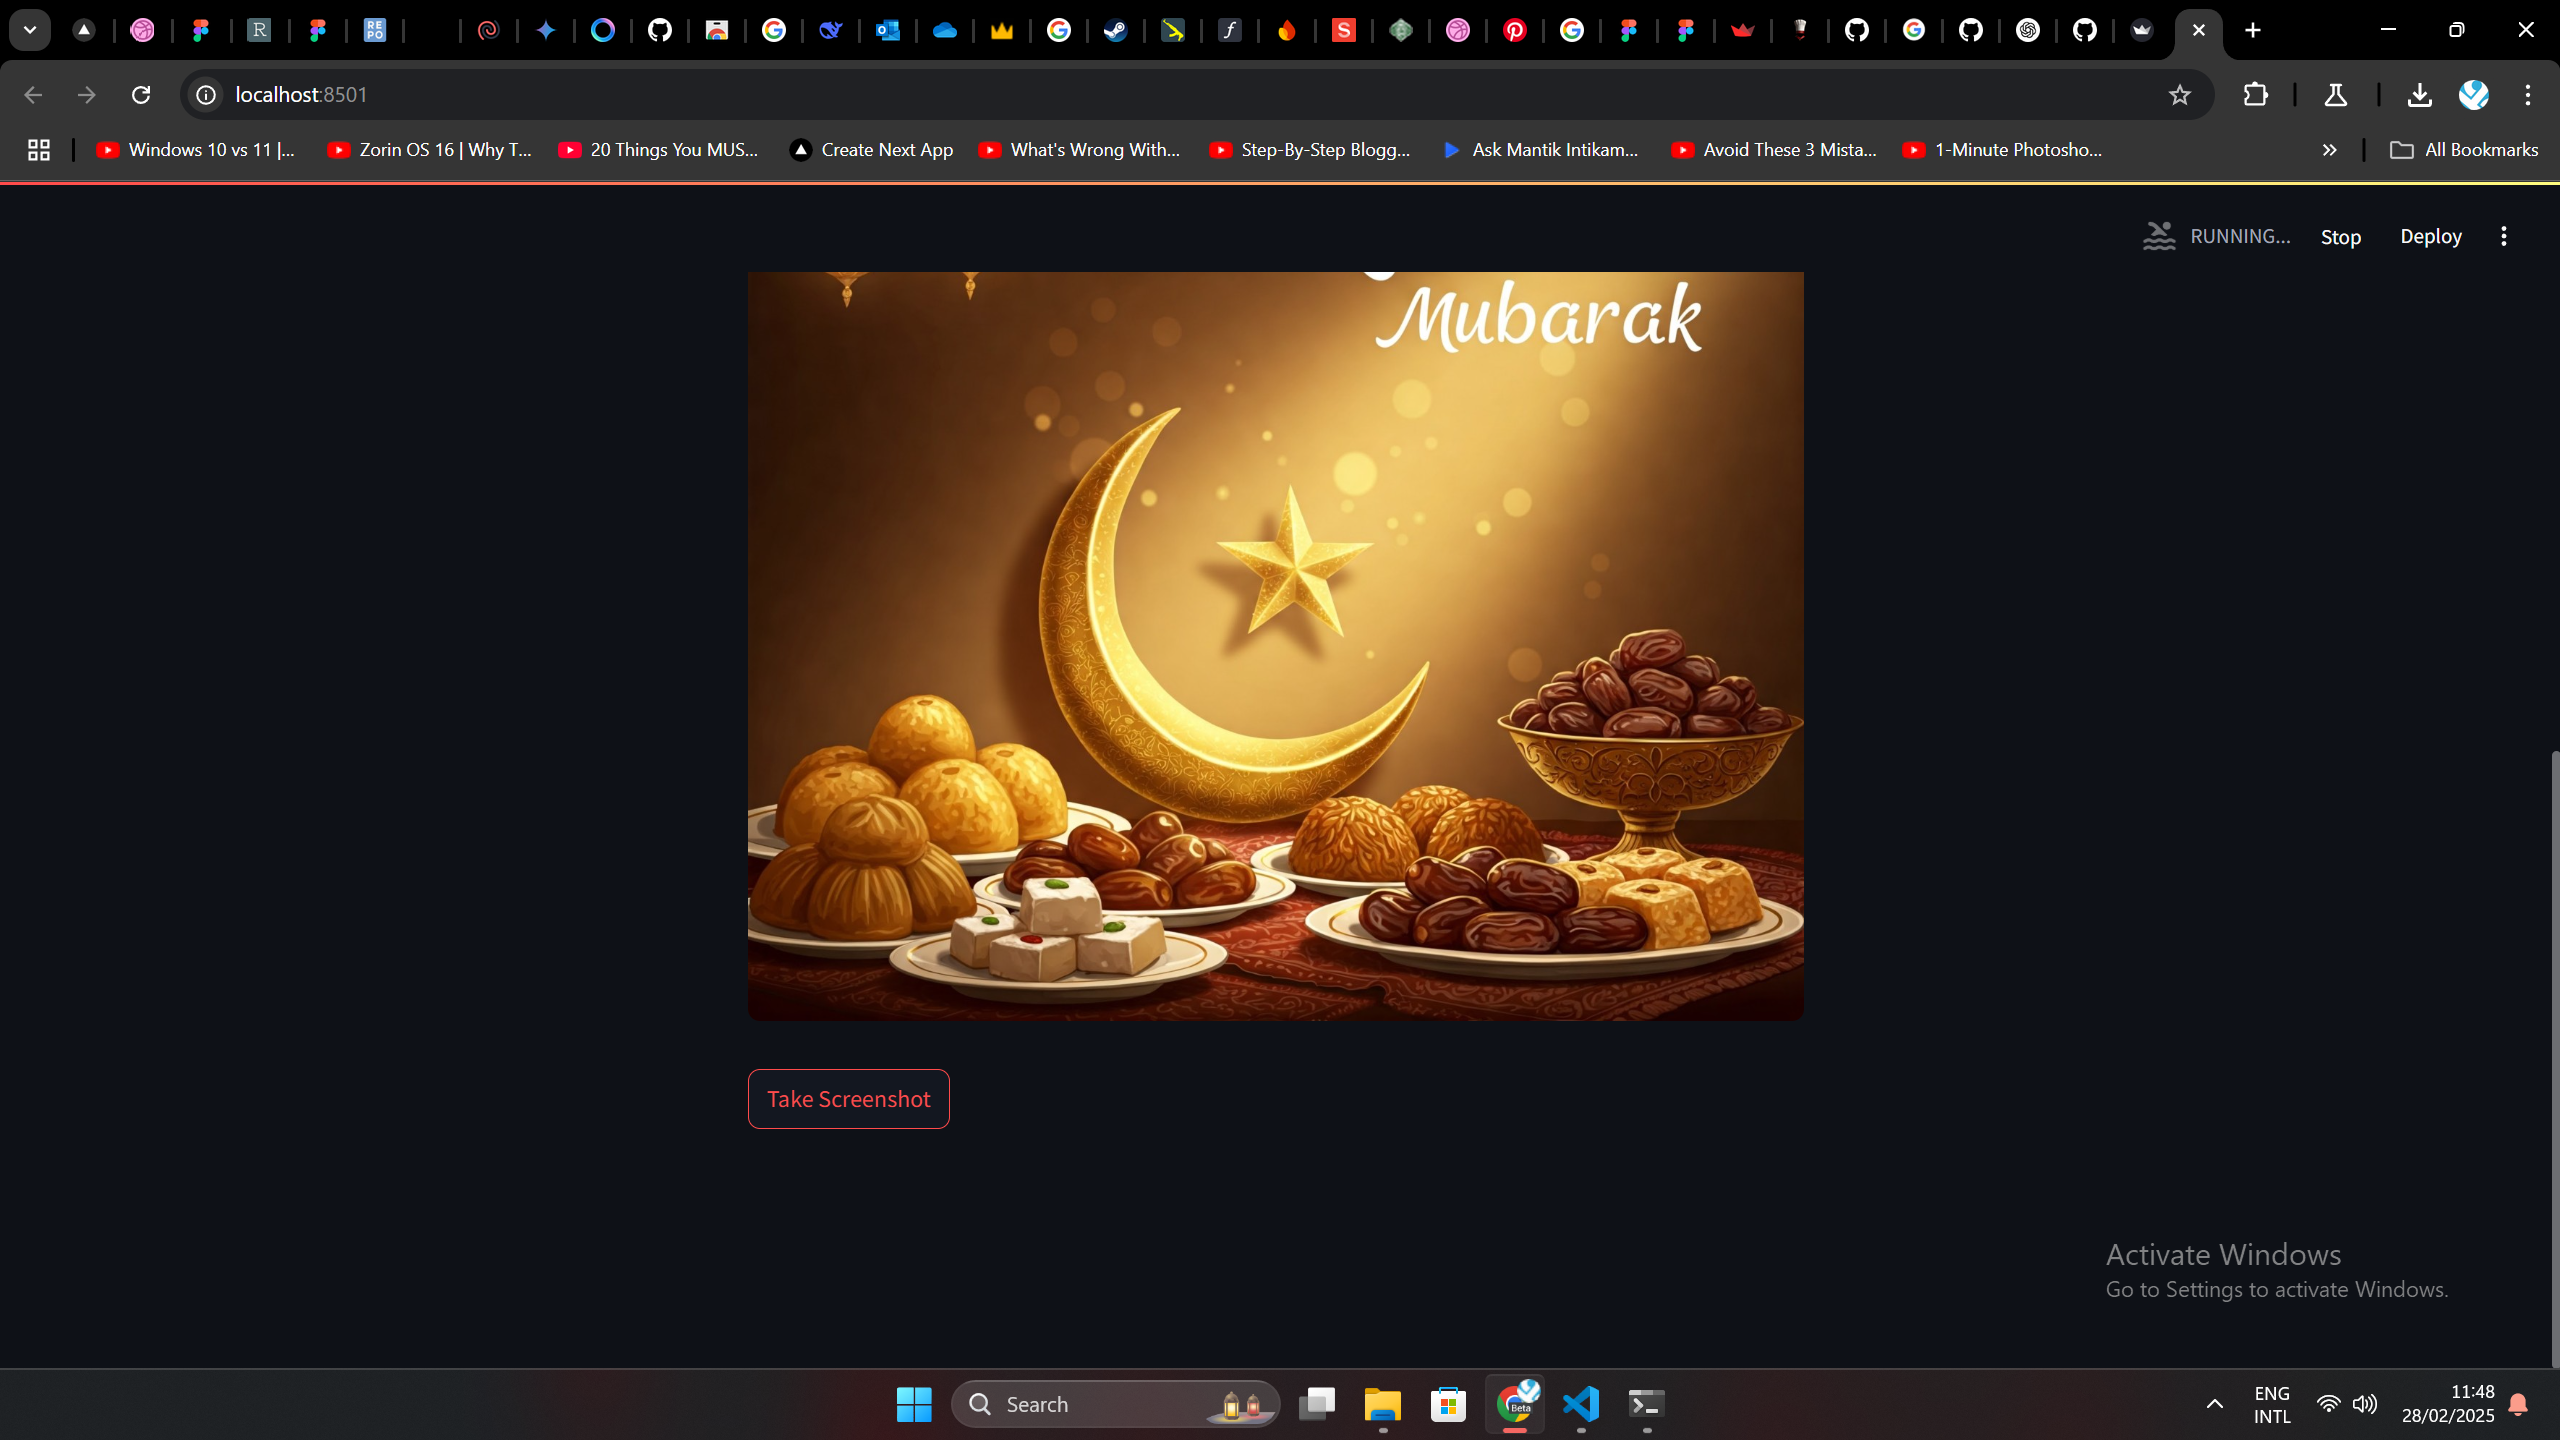 localhost:8501
Windows 10 vs 11 |...
Zorin OS 16 | Why T...
20 Things You MUS...
Create Next App
What's Wrong With...
Step-By-Step Blogg...
Ask Mantik Intikam...
Avoid These 3 Mista...
1-Minute Photosho...
All Bookmarks
RUNNING...
Stop
Deploy
Mubarak
Take Screenshot
Activate Windows
Go to Settings to activate Windows.
Search
ENG
INTL
11:48
28/02/2025